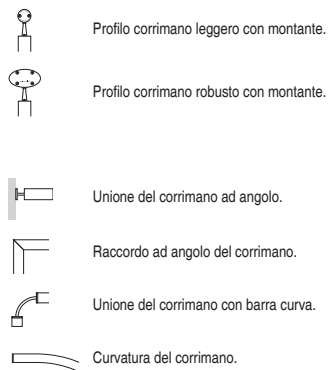 Profilo corrimano leggero con montante.
Profilo corrimano robusto con montante.
Unione del corrimano ad angolo.
Raccordo ad angolo del corrimano.
Unione del corrimano con barra curva.
Curvatura del corrimano.